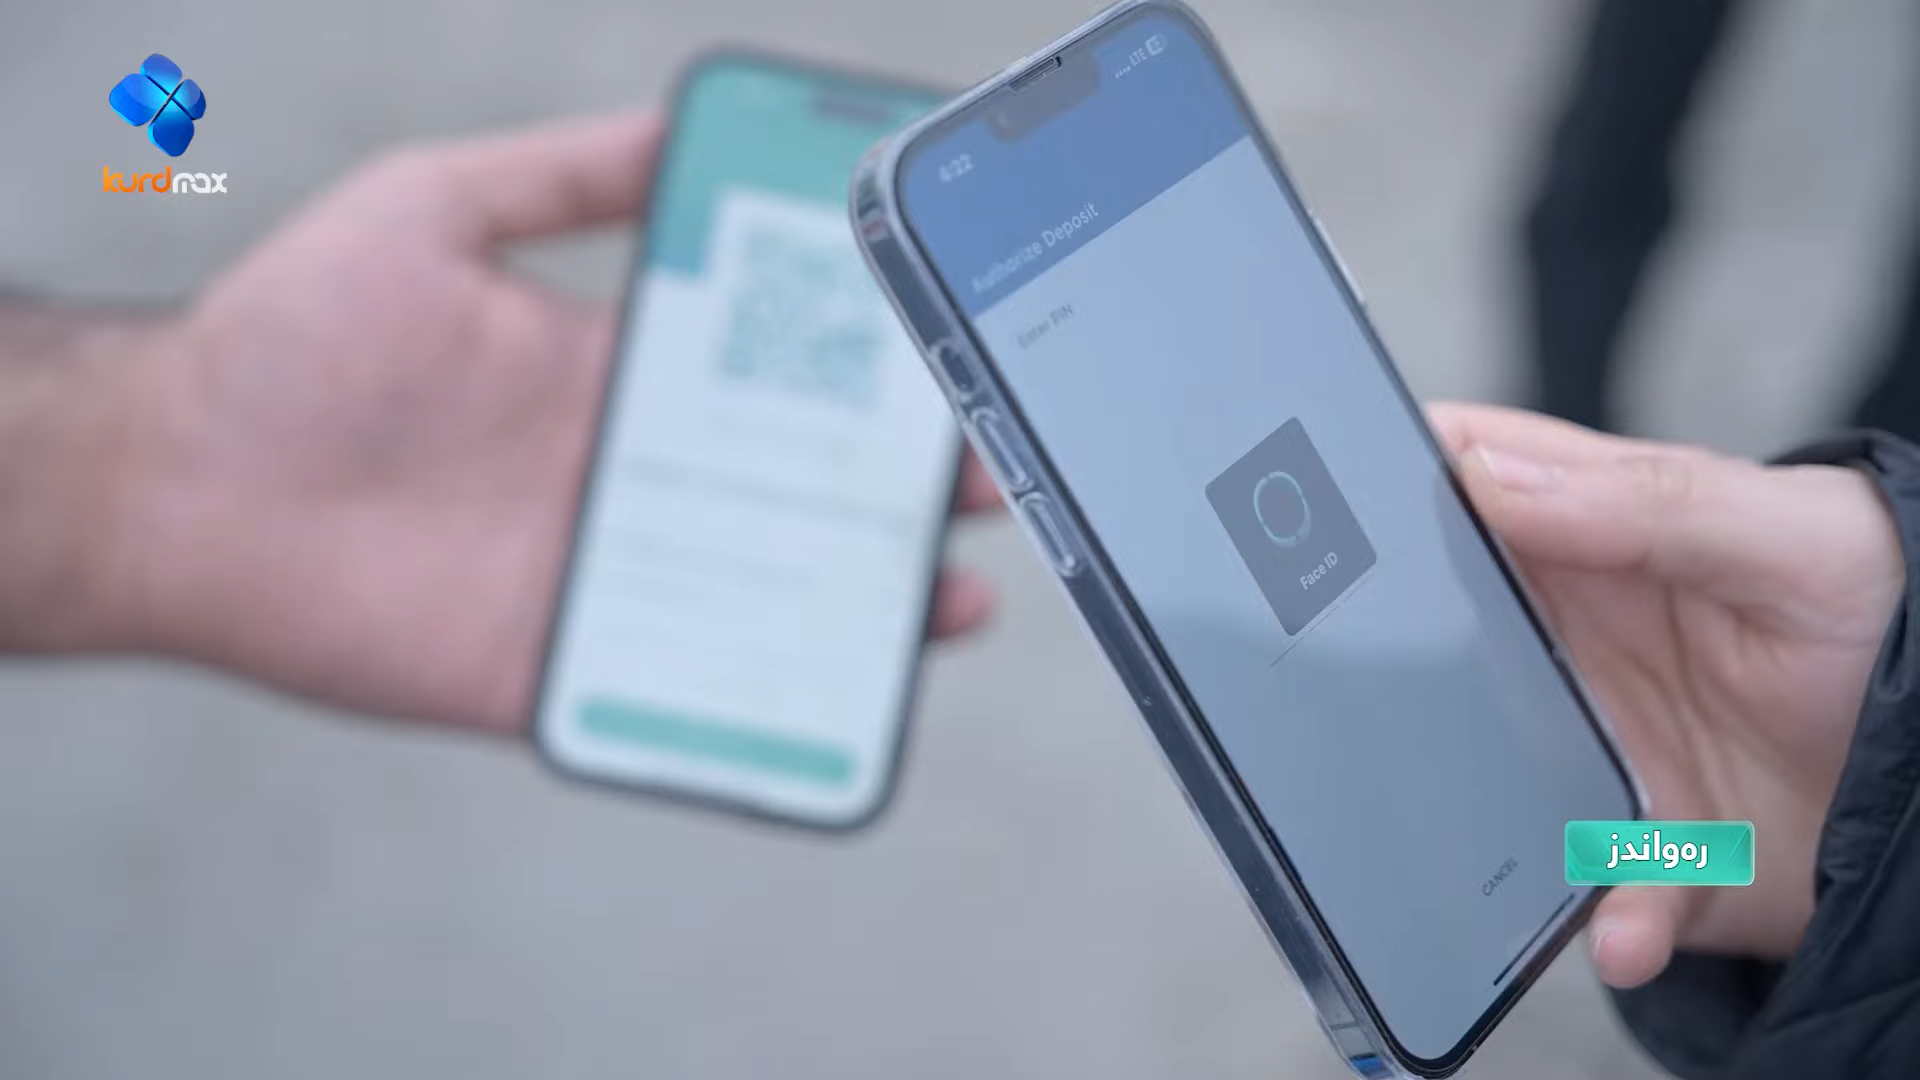 kurdmax
LTE
4:22
Authorize Deposit
Enter PIN
Face ID
CANCEL
ڕەواندز